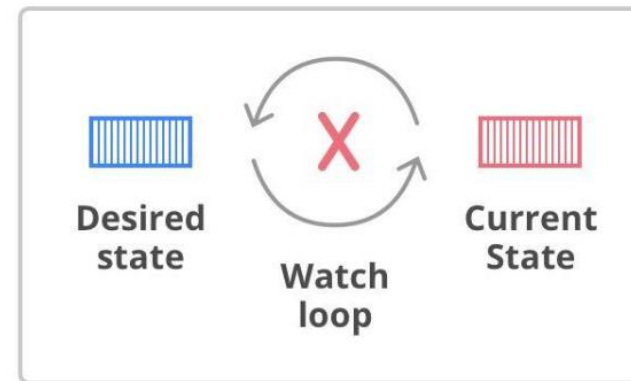 Desired
state
Watch
loop
Current
State